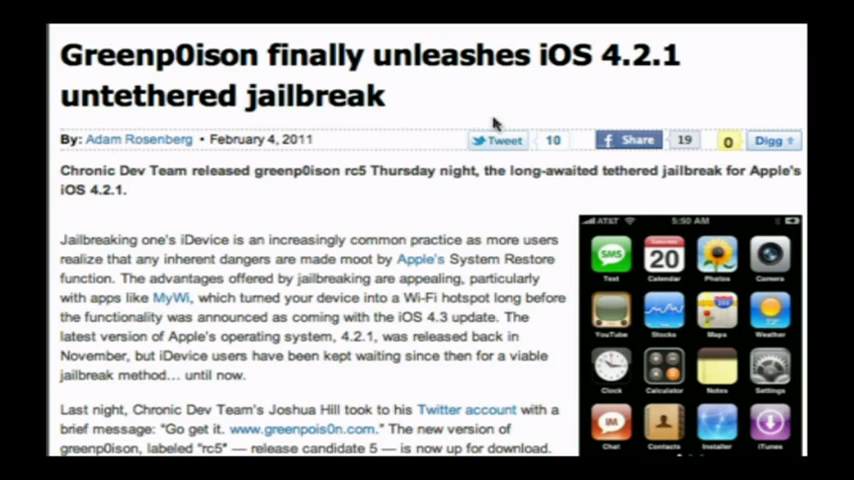 Greenp0ison finally unleashes iOS 4.2.1
untethered jailbreak
By: Adam Rosenberg • February 4, 2011
Tweet 10 Share 19 0 Digg
Chronic Dev Team released greenp0ison rc5 Thursday night, the long-awaited tethered jailbreak for Apple's
iOS 4.2.1.
Jailbreaking one's iDevice is an increasingly common practice as more users
realize that any inherent dangers are made moot by Apple's System Restore
function. The advantages offered by jailbreaking are appealing, particularly
with apps like MyWi, which turned your device into a Wi-Fi hotspot long before
the functionality was announced as coming with the iOS 4.3 update. The
latest version of Apple's operating system, 4.2.1, was released back in
November, but iDevice users have been kept waiting since then for a viable
jailbreak method... until now.
Last night, Chronic Dev Team's Joshua Hill took to his Twitter account with a
brief message: "Go get it. www.greenpois0n.com." The new version of
greenp0ison, labeled "rc5" — release candidate 5 — is now up for download.
AT&T 5:50 AM
SMS 20
Text Calendar Photos Camera
YouTube Stocks Maps Weather
Clock Calculator Notes Settings
IM
Chat Contacts Installer iTunes